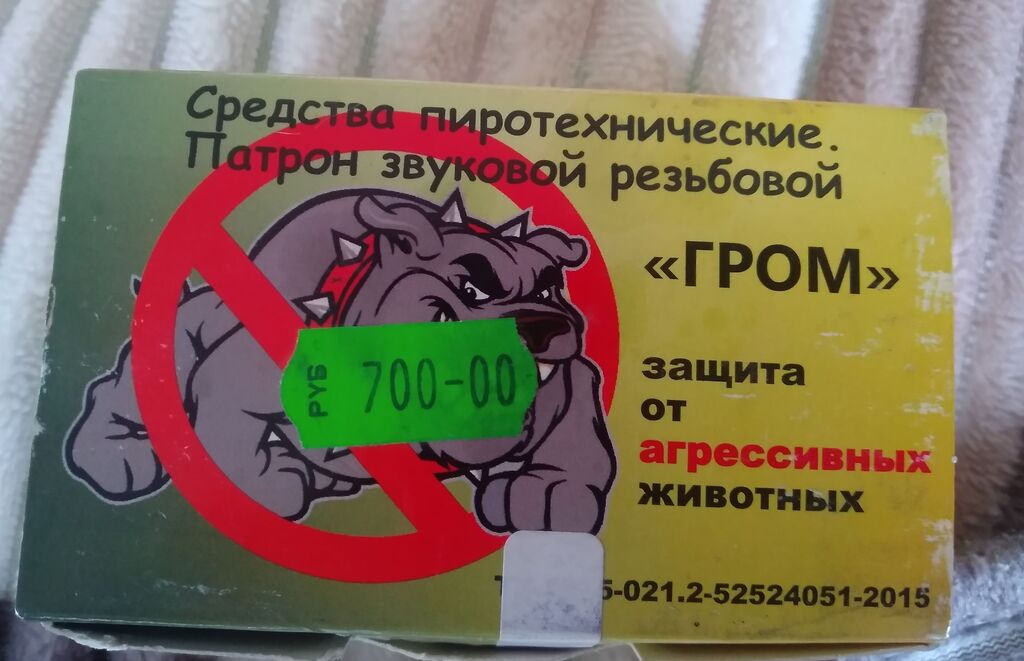 Средства пиротехнические.
Патрон звуковой резьбовой
«ГРОМ»
РУБ 700-00
защита
от
агрессивных
животных
5-021.2-52524051-2015